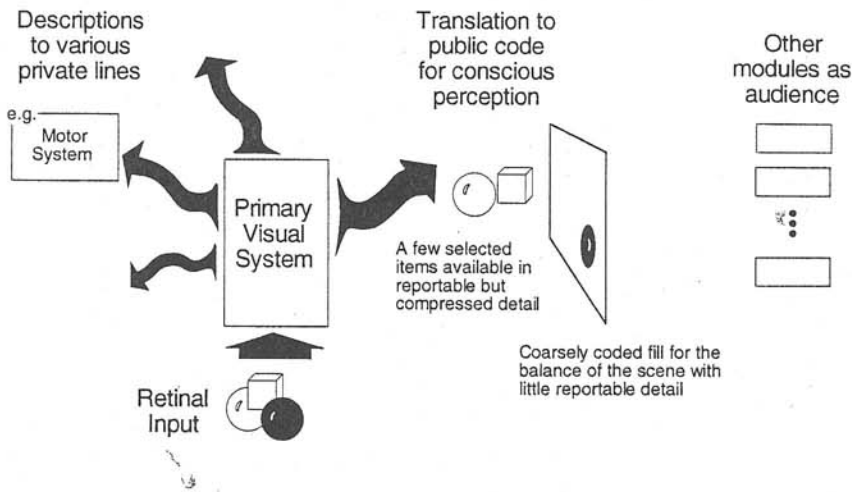 Descriptions
to various
private lines
e.g.
Motor
System
Primary
Visual
System
Retinal
Input
Translation to
public code
for conscious
perception
A few selected
items available in
reportable but
compressed detail
Coarsely coded fill for the
balance of the scene with
little reportable detail
Other
modules as
audience